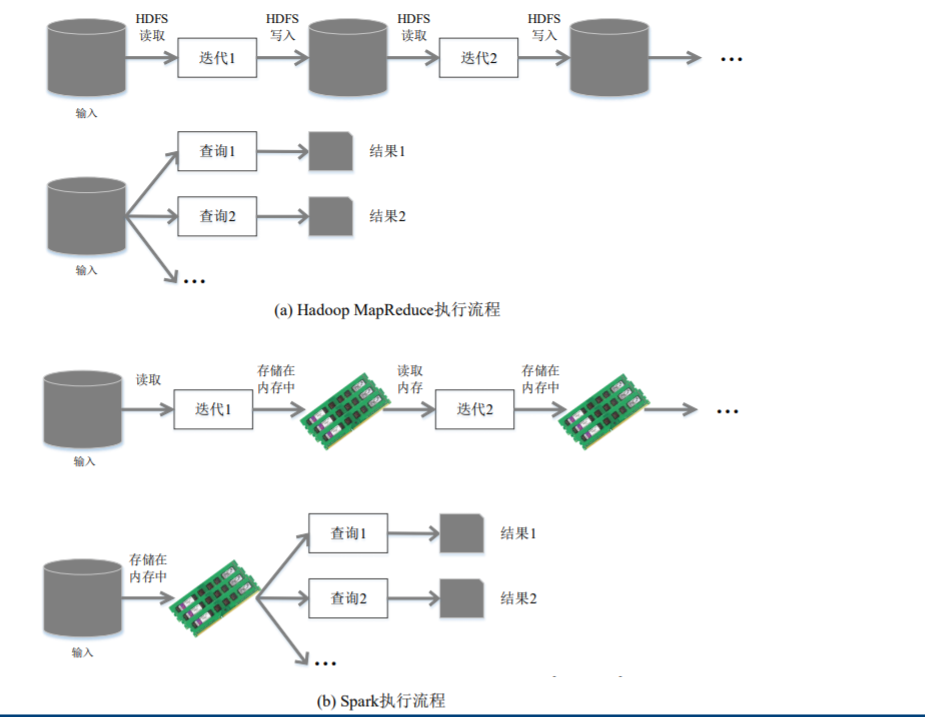 HDFS
读取
HDFS
写入
HDFS
读取
HDFS
写入
迭代1
迭代2
...
输入
查询1
结果1
查询2
结果2
输入
...
(a) Hadoop MapReduce执行流程
读取
存储在
内存中
读取
内存
存储在
内存中
迭代1
迭代2
...
输入
存储在
内存中
查询1
结果1
查询2
结果2
输入
...
(b) Spark执行流程